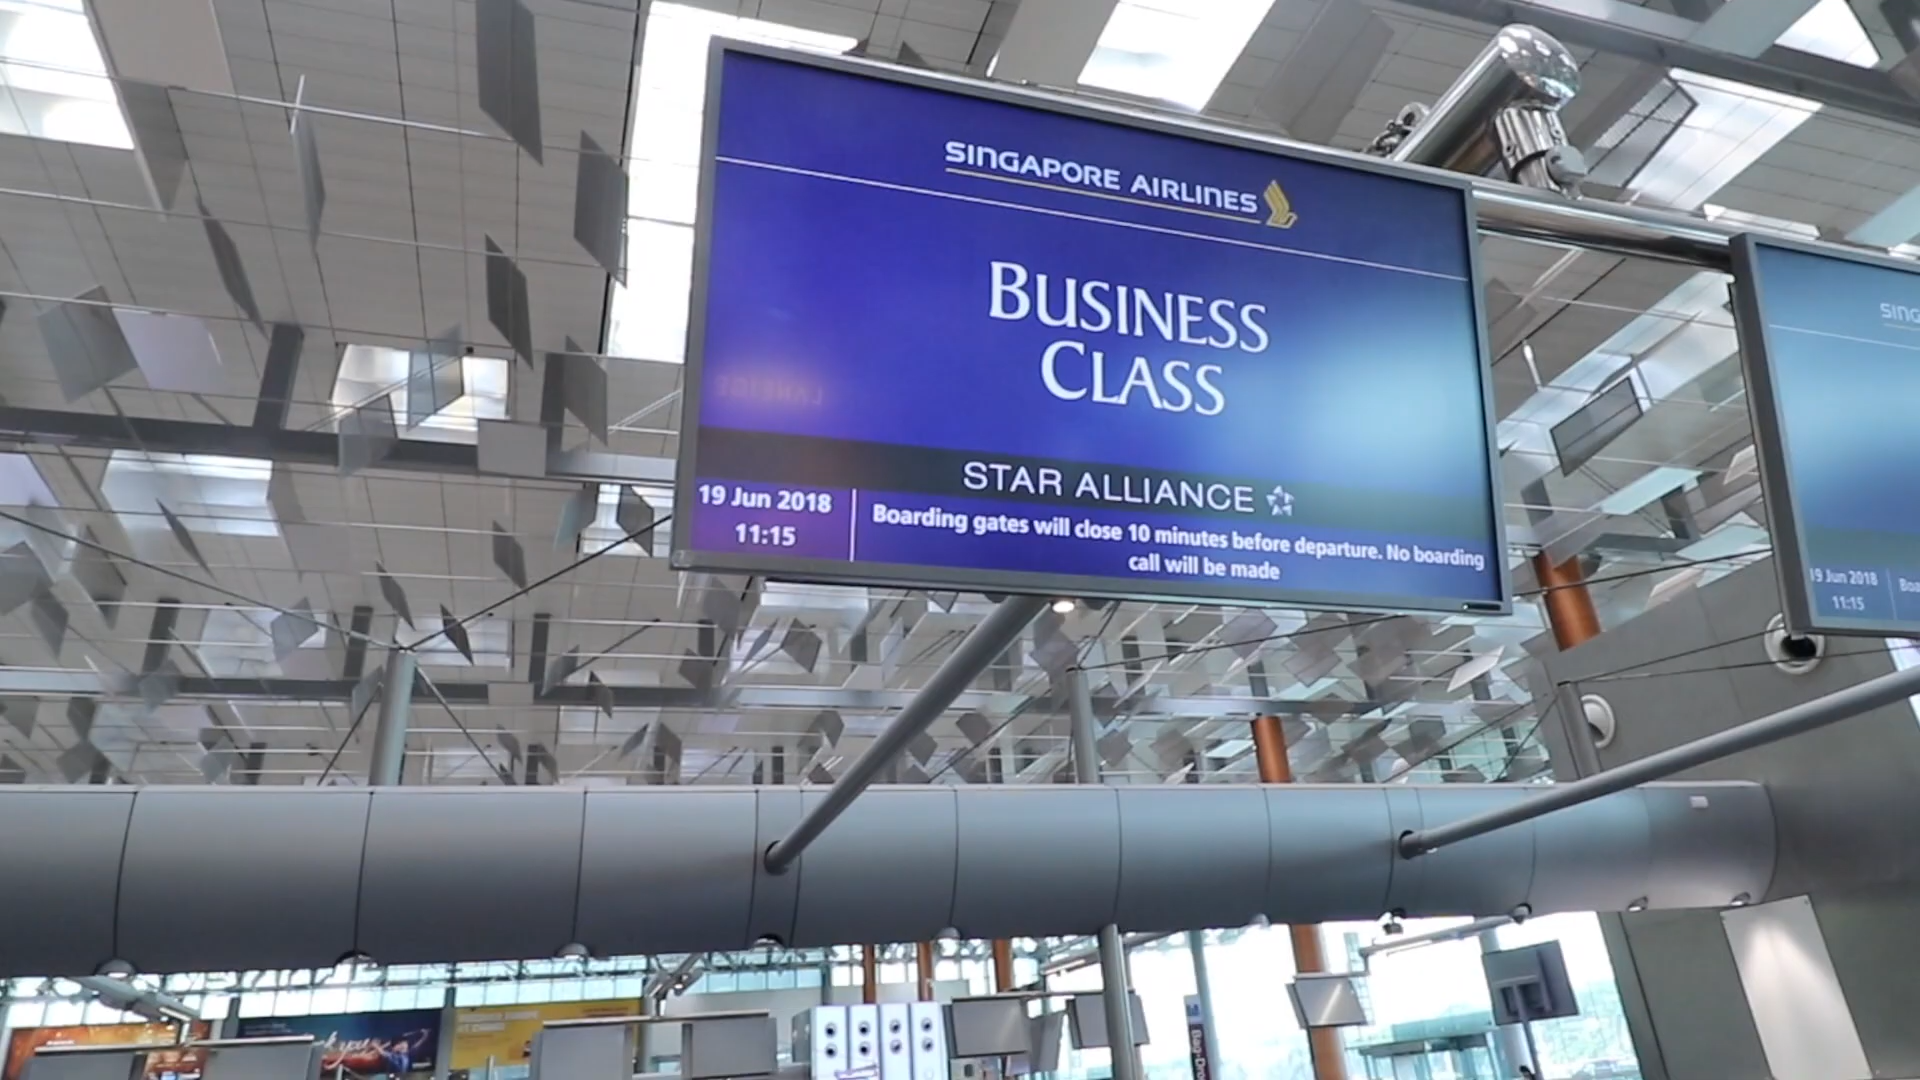 SINGAPORE AIRLINES
BUSINESS
CLASS
STAR ALLIANCE
19 Jun 2018
11:15
Boarding gates will close 10 minutes before departure. No boarding
call will be made
19 Jun 2018
11:15